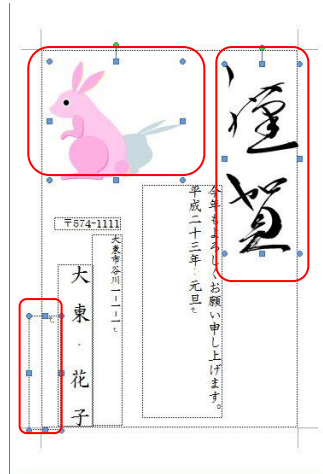 謹賀
今年もよろしくお願い申し上げます。
平成二十三年 元旦
〒574-1111
大東市谷川一ー一ー一
大東 花子